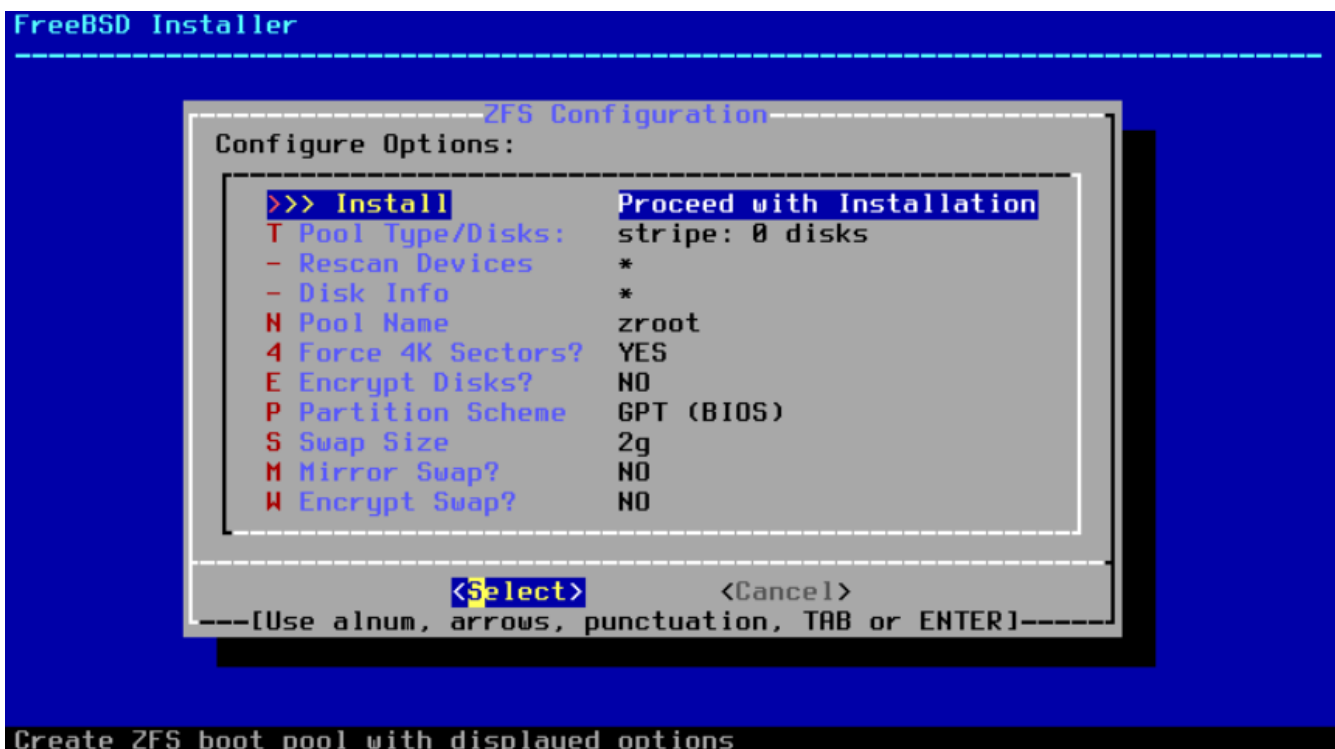 FreeBSD Installer
ZFS Configuration
Configure Options:
>>> Install Proceed with Installation
T Pool Type/Disks: stripe: 0 disks
- Rescan Devices *
- Disk Info *
N Pool Name zroot
4 Force 4K Sectors? YES
E Encrypt Disks? NO
P Partition Scheme GPT (BIOS)
S Swap Size 2g
M Mirror Swap? NO
W Encrypt Swap? NO
<Select> <Cancel>
[Use alnum, arrows, punctuation, TAB or ENTER]
Create ZFS boot pool with displayed options